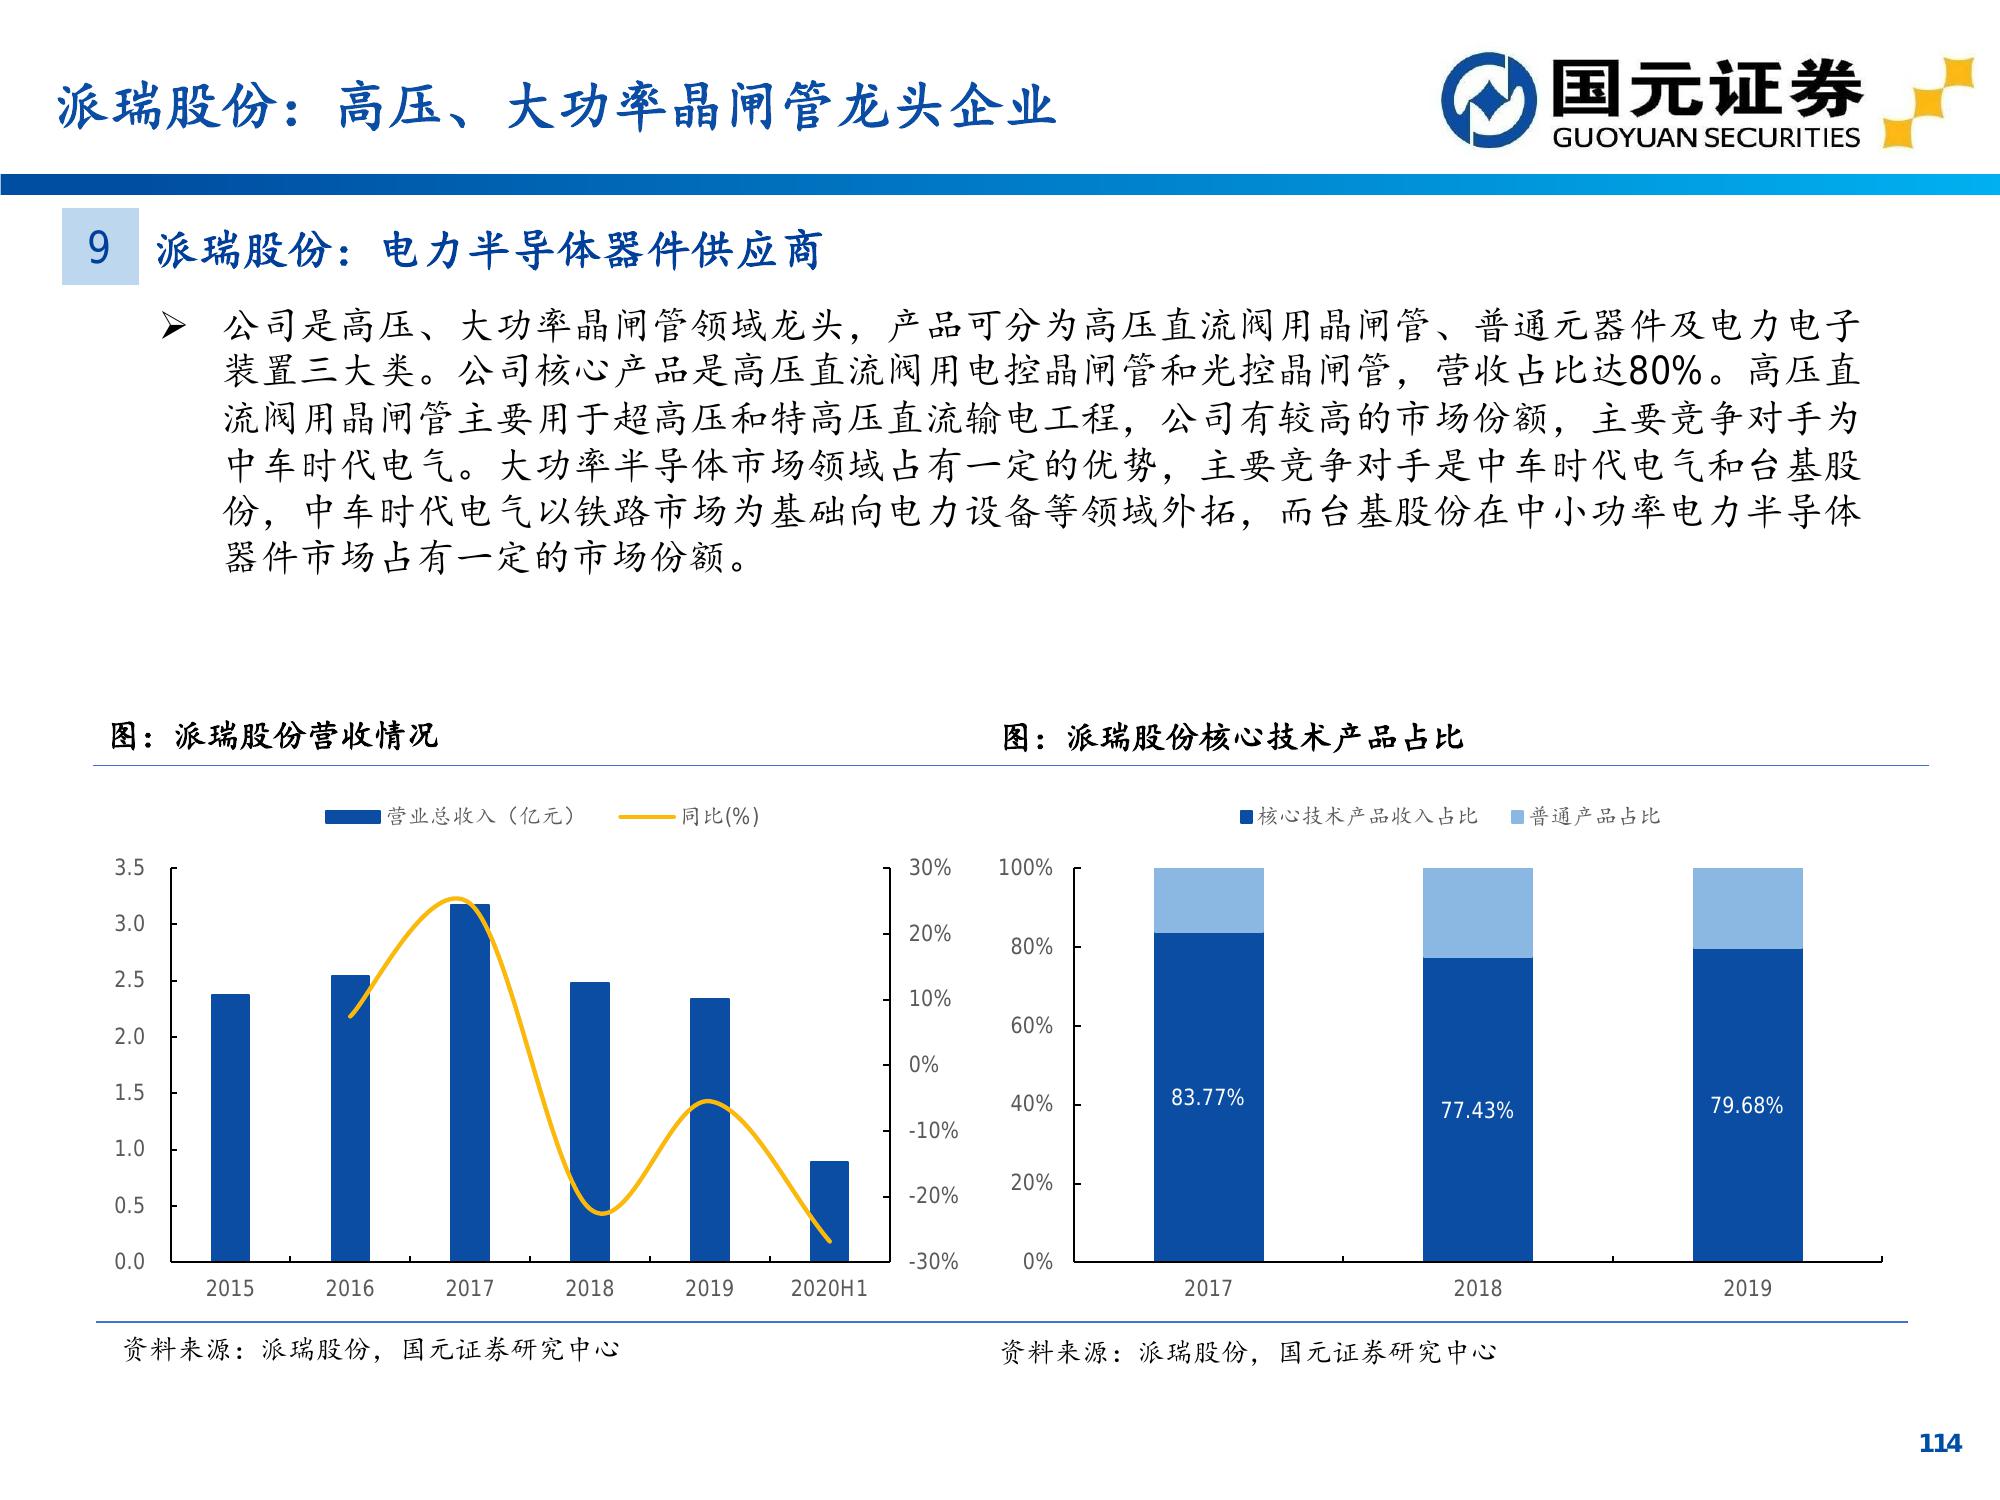 派瑞股份：高压、大功率晶闸管龙头企业
国元证券
GUOYUAN SECURITIES
9
派瑞股份：电力半导体器件供应商
➢ 公司是高压、大功率晶闸管领域龙头，产品可分为高压直流阀用晶闸管、普通元器件及电力电子
装置三大类。公司核心产品是高压直流阀用电控晶闸管和光控晶闸管，营收占比达80%。高压直
流阀用晶闸管主要用于超高压和特高压直流输电工程，公司有较高的市场份额，主要竞争对手为
中车时代电气。大功率半导体市场领域占有一定的优势，主要竞争对手是中车时代电气和台基股
份，中车时代电气以铁路市场为基础向电力设备等领域外拓，而台基股份在中小功率电力半导体
器件市场占有一定的市场份额。
图：派瑞股份营收情况
营业总收入（亿元） 同比(%)
3.5
3.0
2.5
2.0
1.5
1.0
0.5
0.0
30%
20%
10%
0%
-10%
-20%
-30%
2015 2016 2017 2018 2019 2020H1
资料来源：派瑞股份，国元证券研究中心
图：派瑞股份核心技术产品占比
核心技术产品收入占比 普通产品占比
100%
80%
60%
40%
20%
0%
83.77% 77.43% 79.68%
2017 2018 2019
资料来源：派瑞股份，国元证券研究中心
114